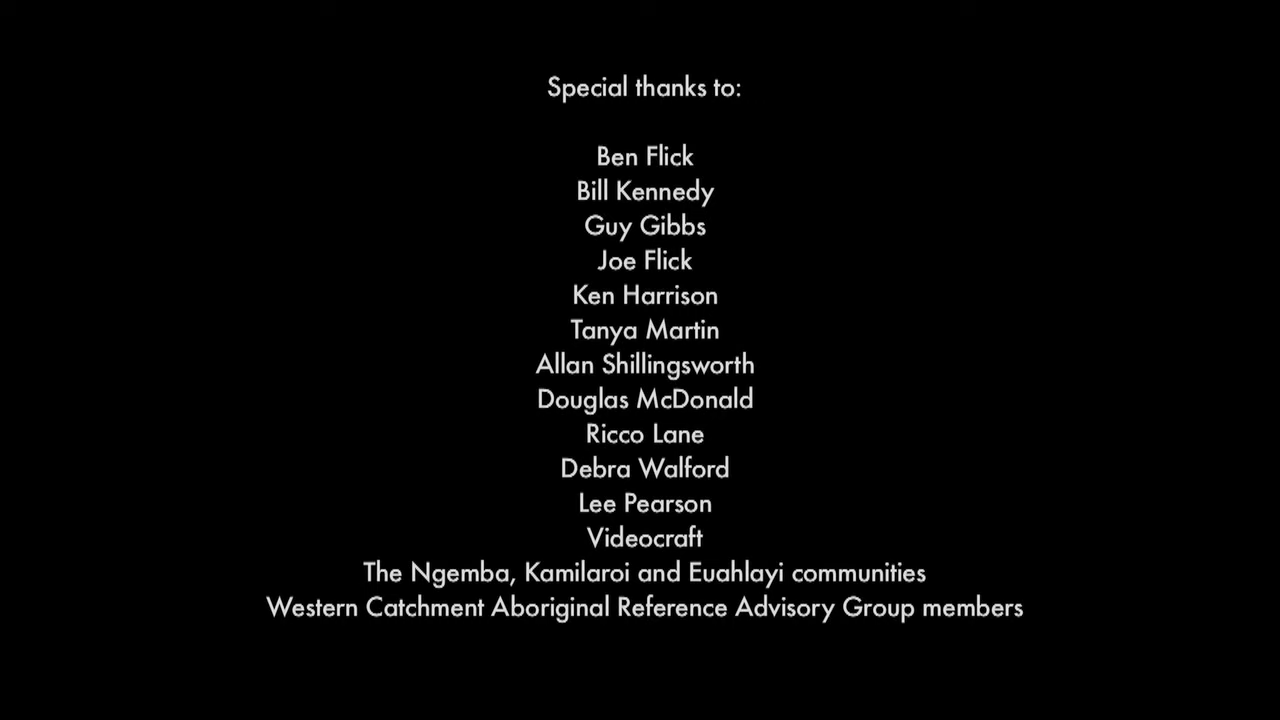 Special thanks to:
Ben Flick
Bill Kennedy
Guy Gibbs
Joe Flick
Ken Harrison
Tanya Martin
Allan Shillingsworth
Douglas McDonald
Ricco Lane
Debra Walford
Lee Pearson
Videocraft
The Ngemba, Kamilaroi and Euahlayi communities
Western Catchment Aboriginal Reference Advisory Group members